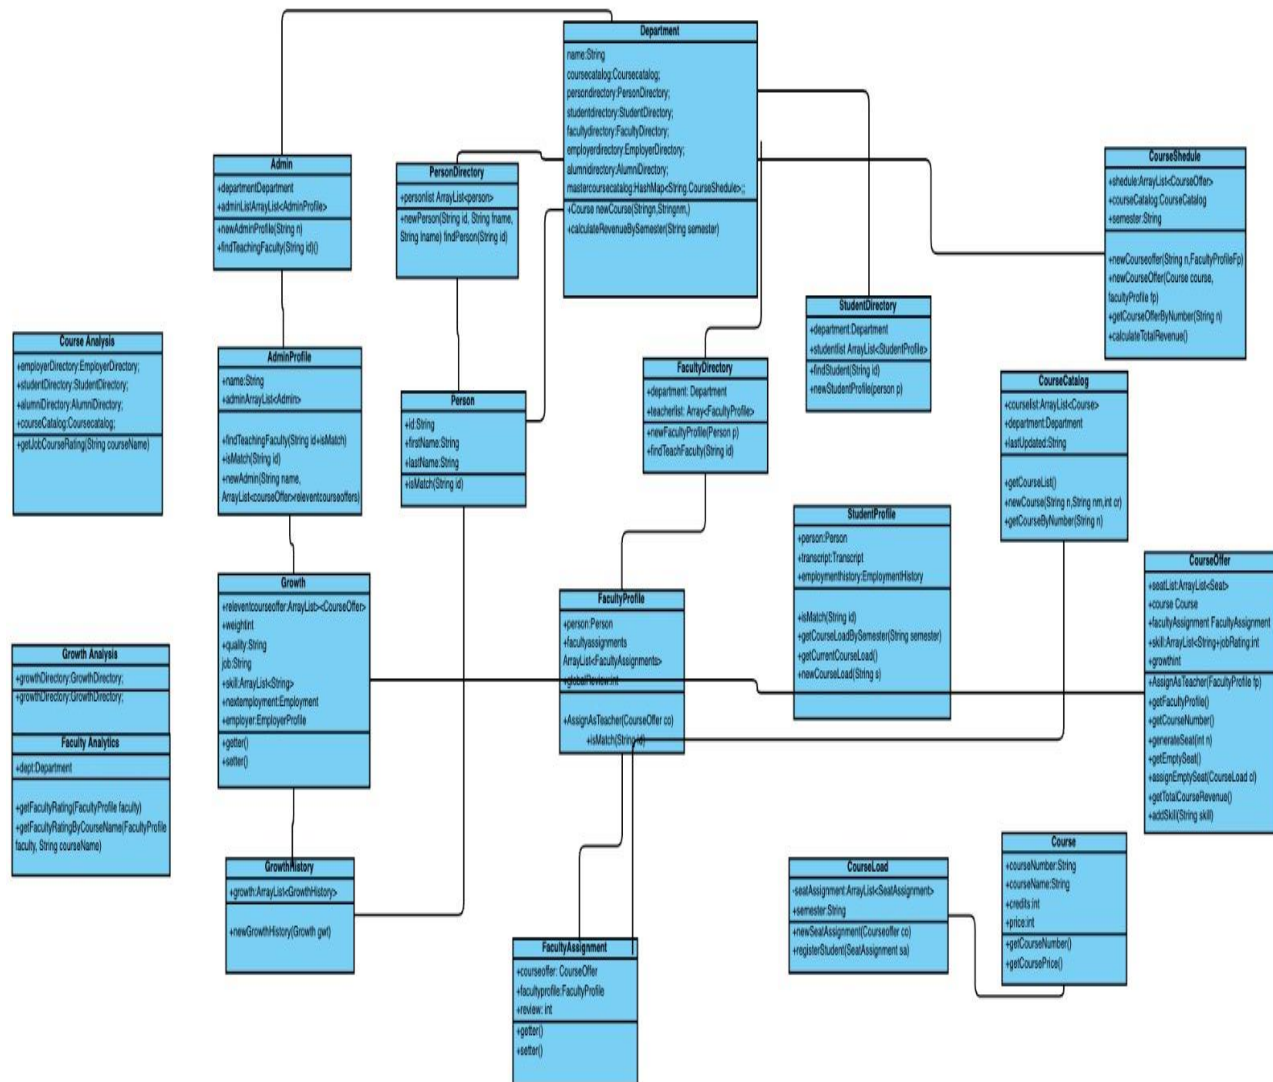 Department
name:String
coursecatalog:Coursecatalog;
persondirectory:PersonDirectory;
studentdirectory:StudentDirectory;
facultydirectory:FacultyDirectory;
employerdirectory:EmployerDirectory;
alumnidirectory:AlumniDirectory;
mastercoursecatalog:HashMap<String.CourseShedule>;;
+Course newCourse(Stringn,Stringnm,)
+calculateRevenueBySemester(String semester)
Admin
+departmentDepartment
+adminListArrayList<AdminProfile>
+newAdminProfile(String n)
+findTeachingFaculty(String id)()
PersonDirectory
+personlist ArrayList<person>
+newPerson(String id, String fname,
String lname) findPerson(String id)
CourseShedule
+shedule:ArrayList<CourseOffer>
+courseCatalog:CourseCatalog
+semester:String
+newCourseoffer(String n,FacultyProfileFp)
+newCourseOffer(Course course,
facultyProfile fp)
+getCourseOfferByNumber(String n)
+calculateTotalRevenue()
StudentDirectory
+department:Department
+studentlist ArrayList<StudentProfile>
+findStudent(String id)
+newStudentProfile(person p)
Course Analysis
+employerDirectory:EmployerDirectory;
+studentDirectory:StudentDirectory;
+alumniDirectory:AlumniDirectory;
+courseCatalog:Coursecatalog;
+getJobCourseRating(String courseName)
AdminProfile
+name:String
+adminArrayList<Admin>
+findTeachingFaculty(String id+isMatch)
+isMatch(String id)
+newAdmin(String name,
ArrayList<courseOffer>releventcourseoffers)
Person
+id:String
+firstName:String
+lastName:String
+isMatch(String id)
FacultyDirectory
+department: Department
+teacherlist: Array<FacultyProfile>
+newFacultyProfile(Person p)
+findTeachFaculty(String id)
CourseCatalog
+courselist:ArrayList<Course>
+department:Department
+lastUpdated:String
+getCourseList()
+newCourse(String n,String nm,int cr)
+getCourseByNumber(String n)
StudentProfile
+person:Person
+transcript:Transcript
+employmenthistory:EmploymentHistory
+isMatch(String id)
+getCourseLoadBySemester(String semester)
+getCurrentCourseLoad()
+newCourseLoad(String s)
CourseOffer
+seatList:ArrayList<Seat>
+course Course
+facultyAssignment FacultyAssignment
+skill:ArrayList<String+jobRating:int
+growthint
+AssignAsTeacher(FacultyProfile fp)
+getFacultyProfile()
+getCourseNumber()
+generateSeat(int n)
+getEmptySeat()
+assignEmptySeat(CourseLoad cl)
+getTotalCourseRevenue()
+addSkill(String skill)
Growth
+releventcourseoffer:ArrayList><CourseOffer>
+weightint
+quality:String
job:String
+skill:ArrayList<String>
+nextemployment:Employment
+employer:EmployerProfile
+getter()
+setter()
FacultyProfile
+person:Person
+facultyassignments
ArrayList<FacultyAssignments>
+globalReview:int
+AssignAsTeacher(CourseOffer co)
+isMatch(String id)
Growth Analysis
+growthDirectory:GrowthDirectory;
+growthDirectory:GrowthDirectory;
Faculty Analytics
+dept:Department
+getFacultyRating(FacultyProfile faculty)
+getFacultyRatingByCourseName(FacultyProfile
faculty, String courseName)
GrowthHistory
+growth:ArrayList<GrowthHistory>
+newGrowthHistory(Growth gwt)
FacultyAssignment
+courseoffer: CourseOffer
+facultyprofile:FacultyProfile
+review: int
+getter()
+setter()
CourseLoad
-seatAssignment:ArrayList<SeatAssignment>
+semester:String
+newSeatAssignment(Courseoffer co)
+registerStudent(SeatAssignment sa)
Course
+courseNumber:String
+courseName:String
+credits:int
+price:int
+getCourseNumber()
+getCoursePrice()